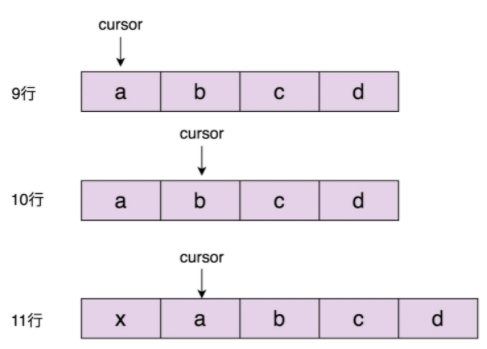 cursor
9行 a b c d
cursor
10行 a b c d
cursor
11行 x a b c d